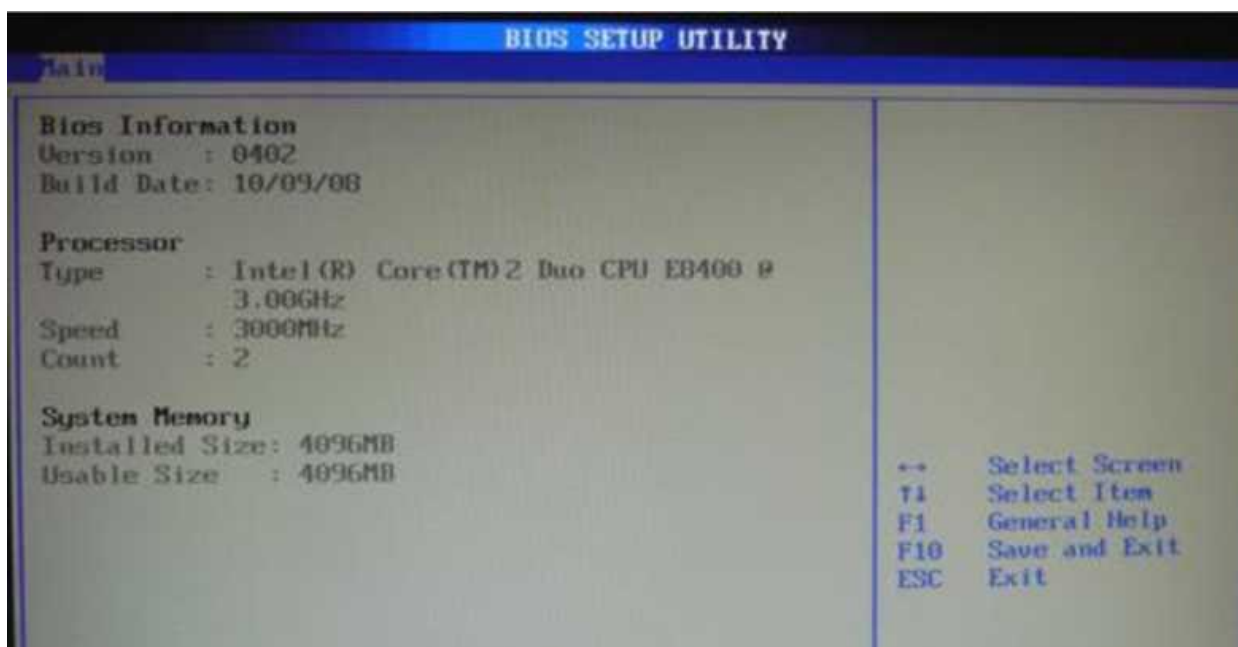 BIOS SETUP UTILITY
Main
Bios Information
Version : 0402
Build Date: 10/09/08
Processor
Type : Intel(R) Core(TM)2 Duo CPU E8400 @
3.00GHz
Speed : 3000MHz
Count : 2
System Memory
Installed Size: 4096MB
Usable Size : 4096MB
↔ Select Screen
↑↓ Select Item
F1 General Help
F10 Save and Exit
ESC Exit